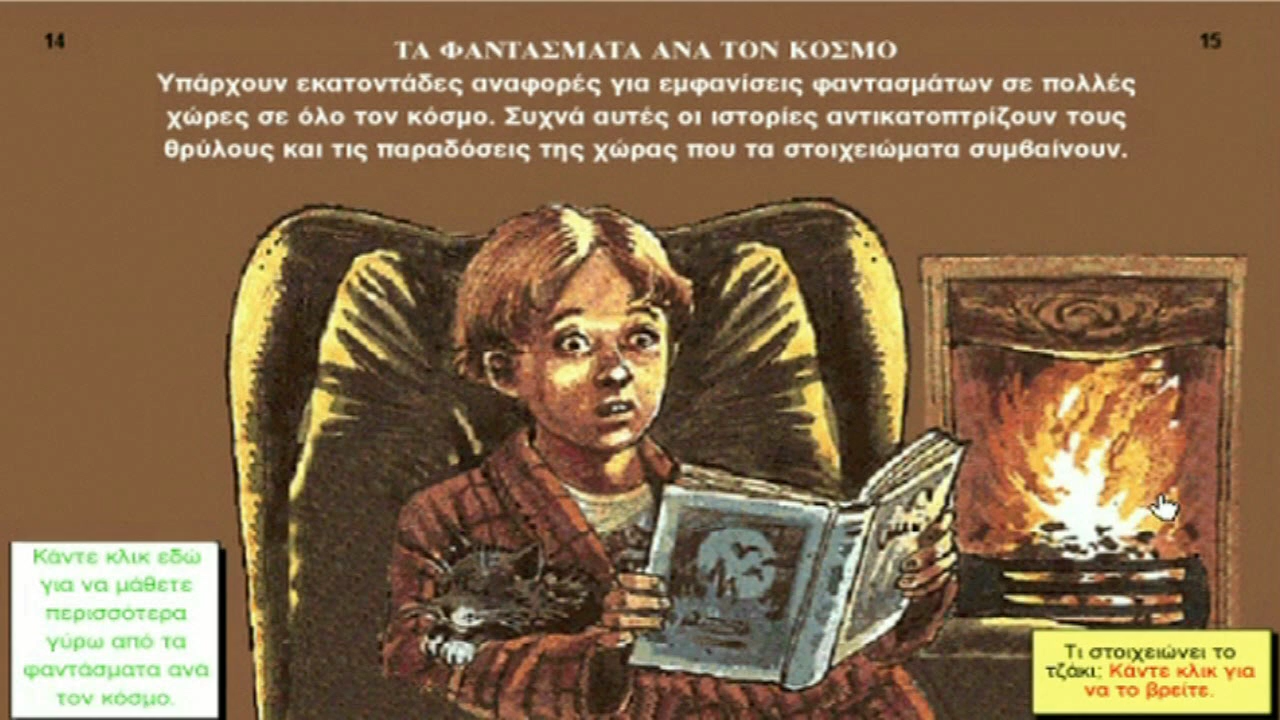 14
15
ΤΑ ΦΑΝΤΑΣΜΑΤΑ ΑΝΑ ΤΟΝ ΚΟΣΜΟ
Υπάρχουν εκατοντάδες αναφορές για εμφανίσεις φαντασμάτων σε πολλές
χώρες σε όλο τον κόσμο. Συχνά αυτές οι ιστορίες αντικατοπτρίζουν τους
θρύλους και τις παραδόσεις της χώρας που τα στοιχειώματα συμβαίνουν.
Κάντε κλικ εδώ
για να μάθετε
περισσότερα
γύρω από τα
φαντάσματα ανά
τον κόσμο.
Τι στοιχειώνει το
τζάκι; Κάντε κλικ για
να το βρείτε.